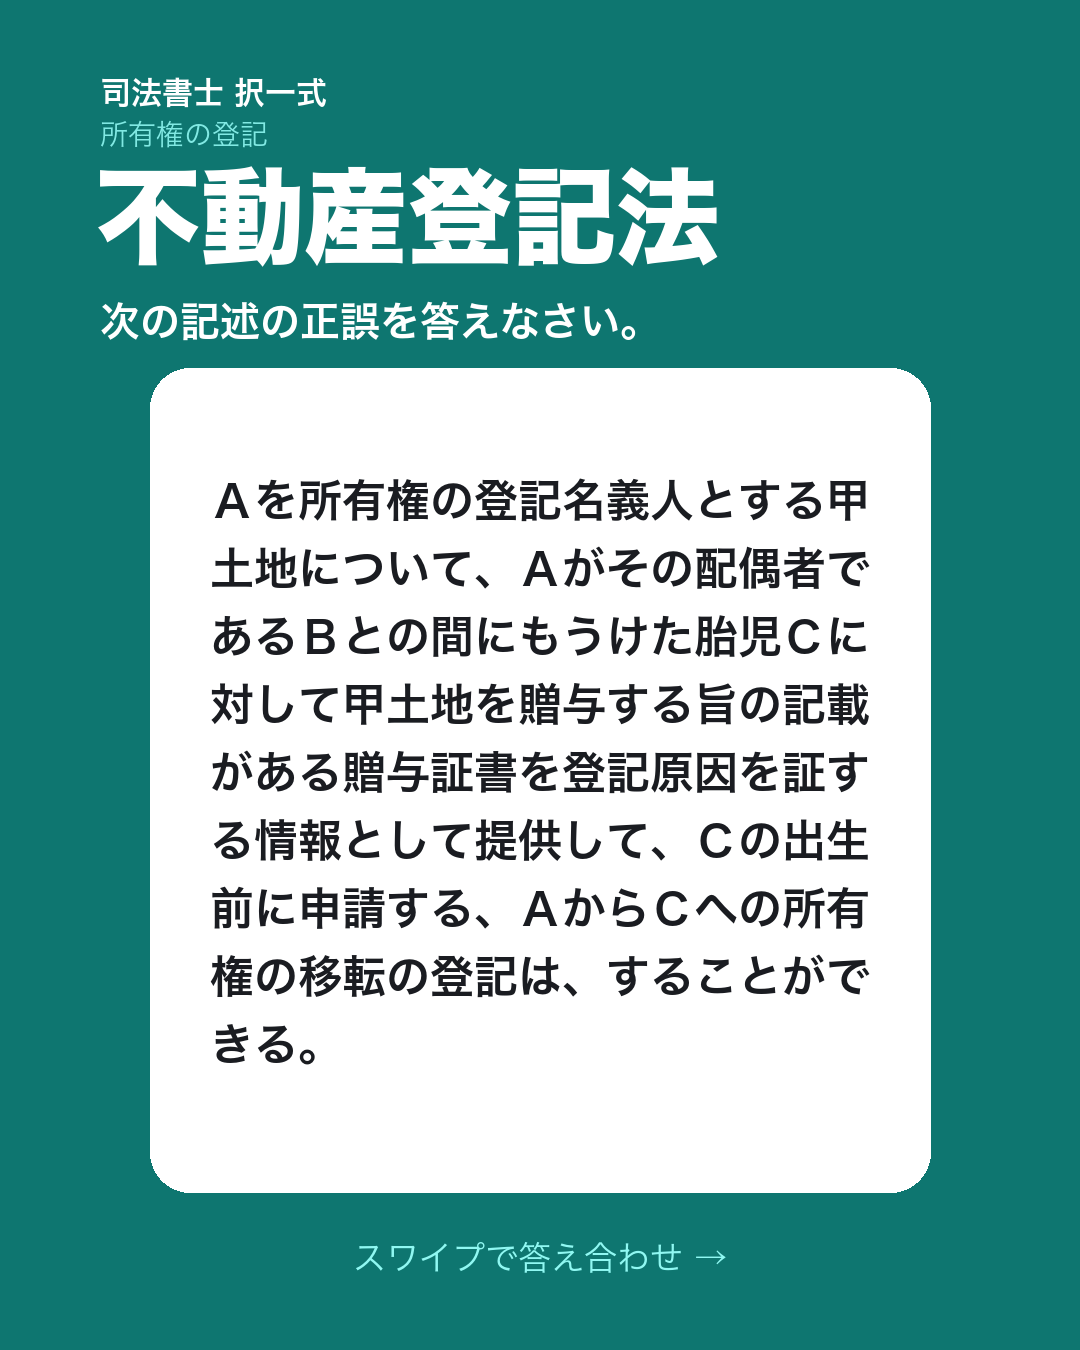 司法書士 択一式
所有権の登記
不動産登記法
次の記述の正誤を答えなさい。
Ａを所有権の登記名義人とする甲
土地について、Ａがその配偶者で
あるＢとの間にもうけた胎児Ｃに
対して甲土地を贈与する旨の記載
がある贈与証書を登記原因を証す
る情報として提供して、Ｃの出生
前に申請する、ＡからＣへの所有
権の移転の登記は、することがで
きる。
スワイプで答え合わせ →